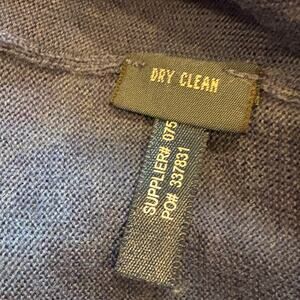 DRY CLEAN
SUPPLIER# 075
PO# 337831